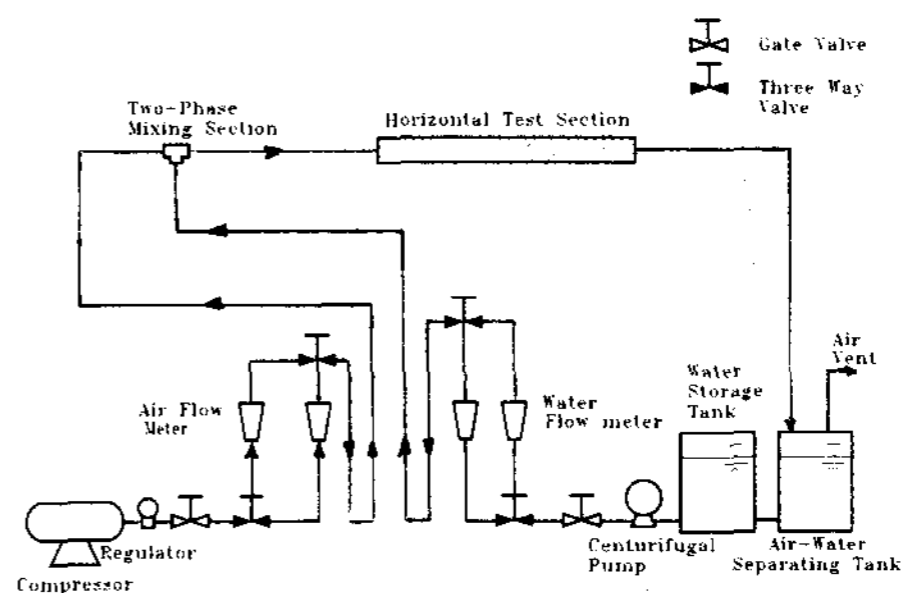 Gate Valve
Three Way
Valve
Two-Phase
Mixing Section
Horizontal Test Section
Air
Vent
Water
Storage
Tank
Air Flow
Meter
Water
Flow meter
Regulator
Compressor
Centurifugal
Pump
Air-Water
Separating Tank